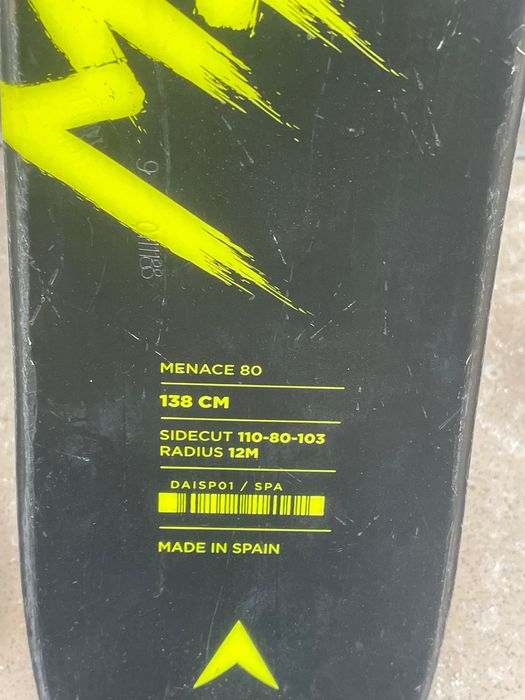 MENACE 80
138 CM
SIDECUT 110-80-103
RADIUS 12M
DAISP01 / SPA
MADE IN SPAIN